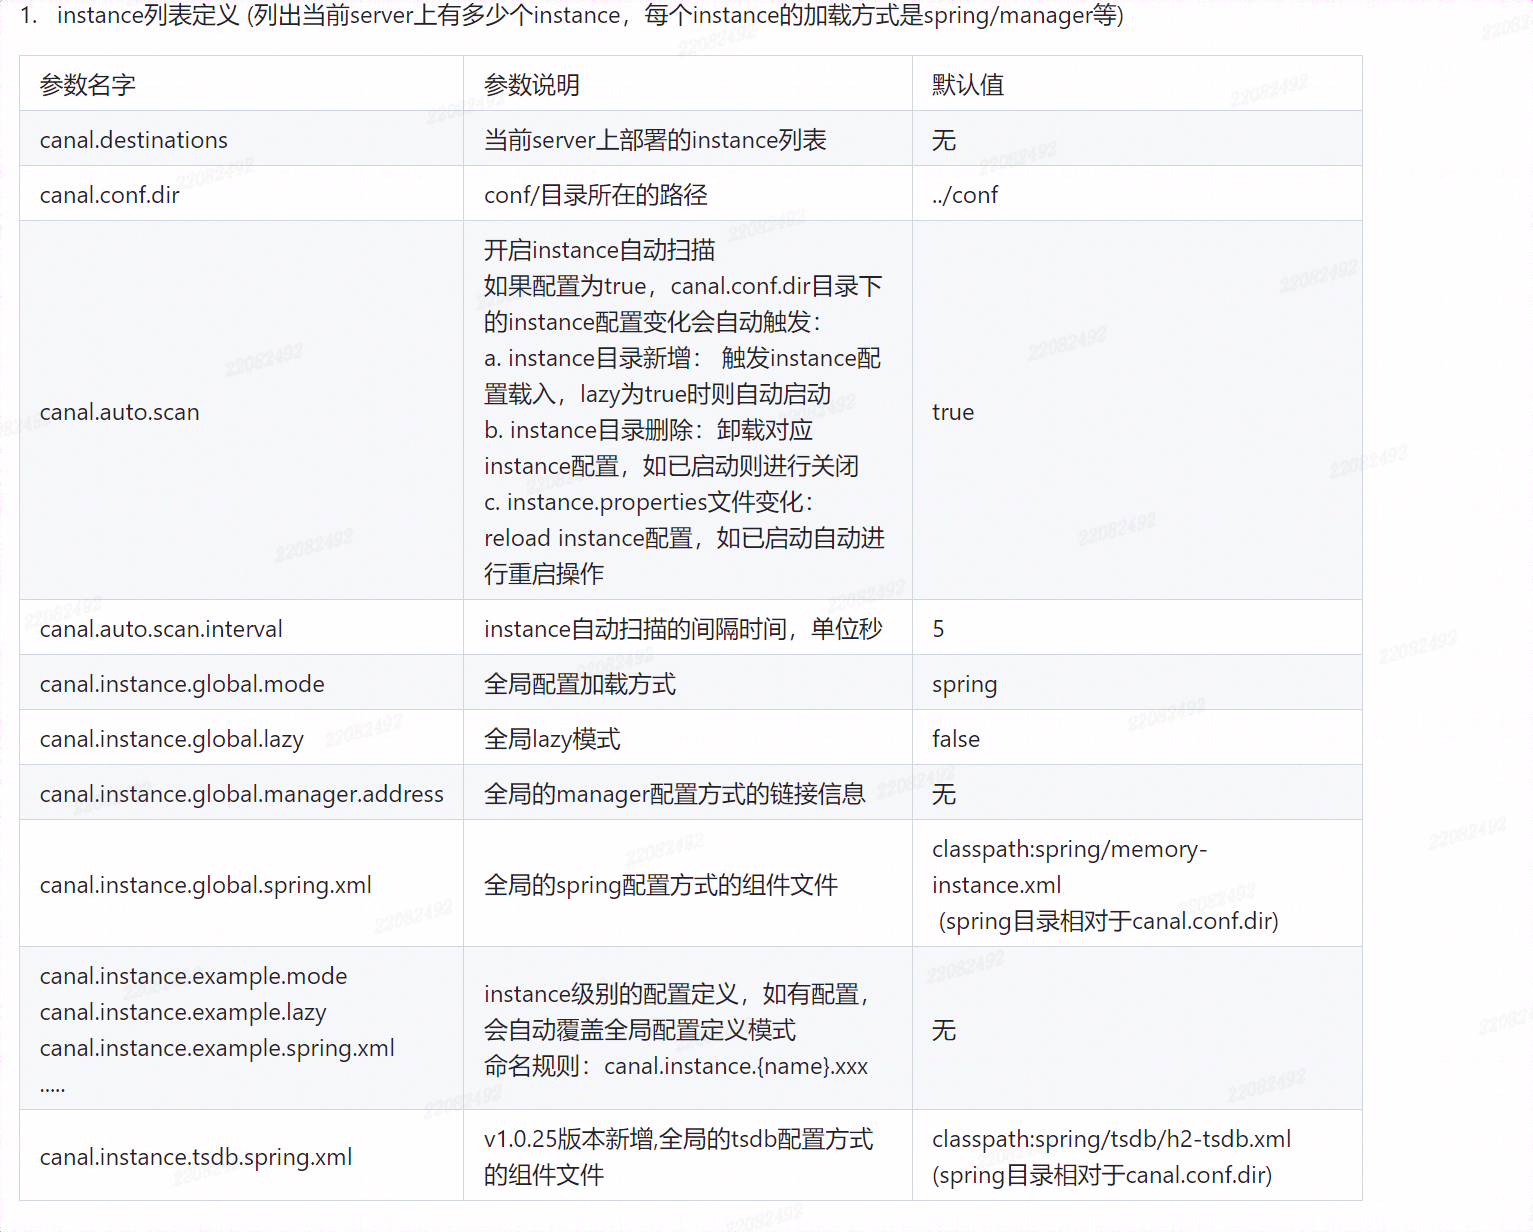 1. instance列表定义 (列出当前server上有多少个instance，每个instance的加载方式是spring/manager等)
参数名字 参数说明 默认值
canal.destinations 当前server上部署的instance列表 无
canal.conf.dir conf/目录所在的路径 ../conf
canal.auto.scan
开启instance自动扫描
如果配置为true，canal.conf.dir目录下
的instance配置变化会自动触发：
a. instance目录新增： 触发instance配
置载入，lazy为true时则自动启动
b. instance目录删除：卸载对应
instance配置，如已启动则进行关闭
c. instance.properties文件变化：
reload instance配置，如已启动自动进
行重启操作
true
canal.auto.scan.interval instance自动扫描的间隔时间，单位秒 5
canal.instance.global.mode 全局配置加载方式 spring
canal.instance.global.lazy 全局lazy模式 false
canal.instance.global.manager.address 全局的manager配置方式的链接信息 无
canal.instance.global.spring.xml
全局的spring配置方式的组件文件
classpath:spring/memory-
instance.xml
(spring目录相对于canal.conf.dir)
canal.instance.example.mode
canal.instance.example.lazy
canal.instance.example.spring.xml
.....
instance级别的配置定义，如有配置，
会自动覆盖全局配置定义模式
命名规则：canal.instance.{name}.xxx
无
canal.instance.tsdb.spring.xml
v1.0.25版本新增,全局的tsdb配置方式
的组件文件
classpath:spring/tsdb/h2-tsdb.xml
(spring目录相对于canal.conf.dir)
22082492